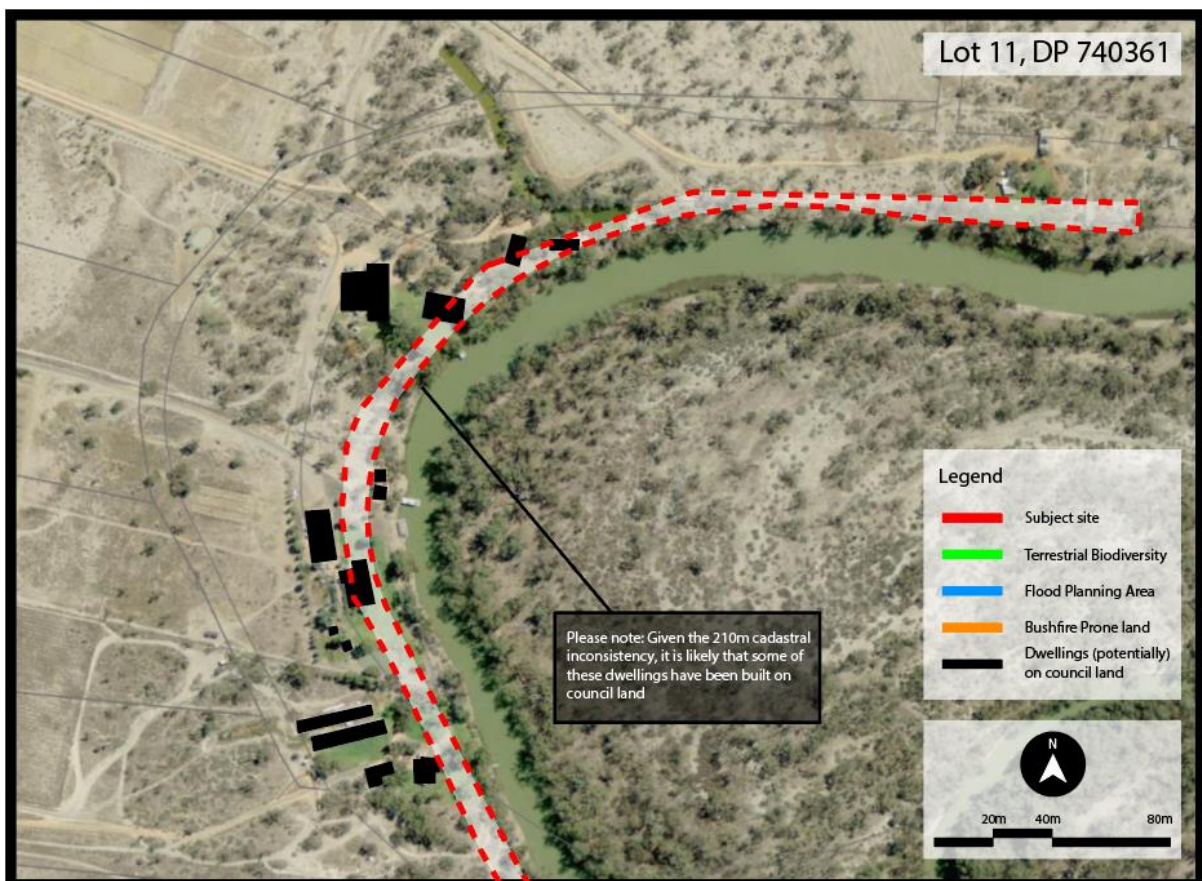 Lot 11, DP 740361
Please note: Given the 210m cadastral
inconsistency, it is likely that some of
these dwellings have been built on
council land
Legend
Subject site
Terrestrial Biodiversity
Flood Planning Area
Bushfire Prone land
Dwellings (potentially)
on council land
N
20m 40m 80m